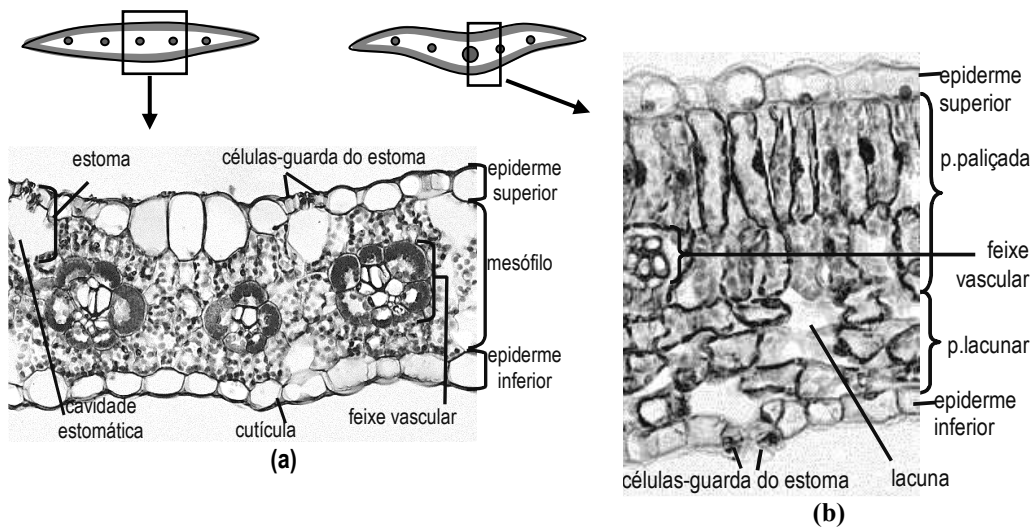 estoma
células-guarda do estoma
epiderme
superior
mesófilo
epiderme
inferior
cavidade
estomática
cutícula
feixe vascular
(a)
epiderme
superior
p.paliçada
feixe
vascular
p.lacunar
epiderme
inferior
células-guarda do estoma
lacuna
(b)